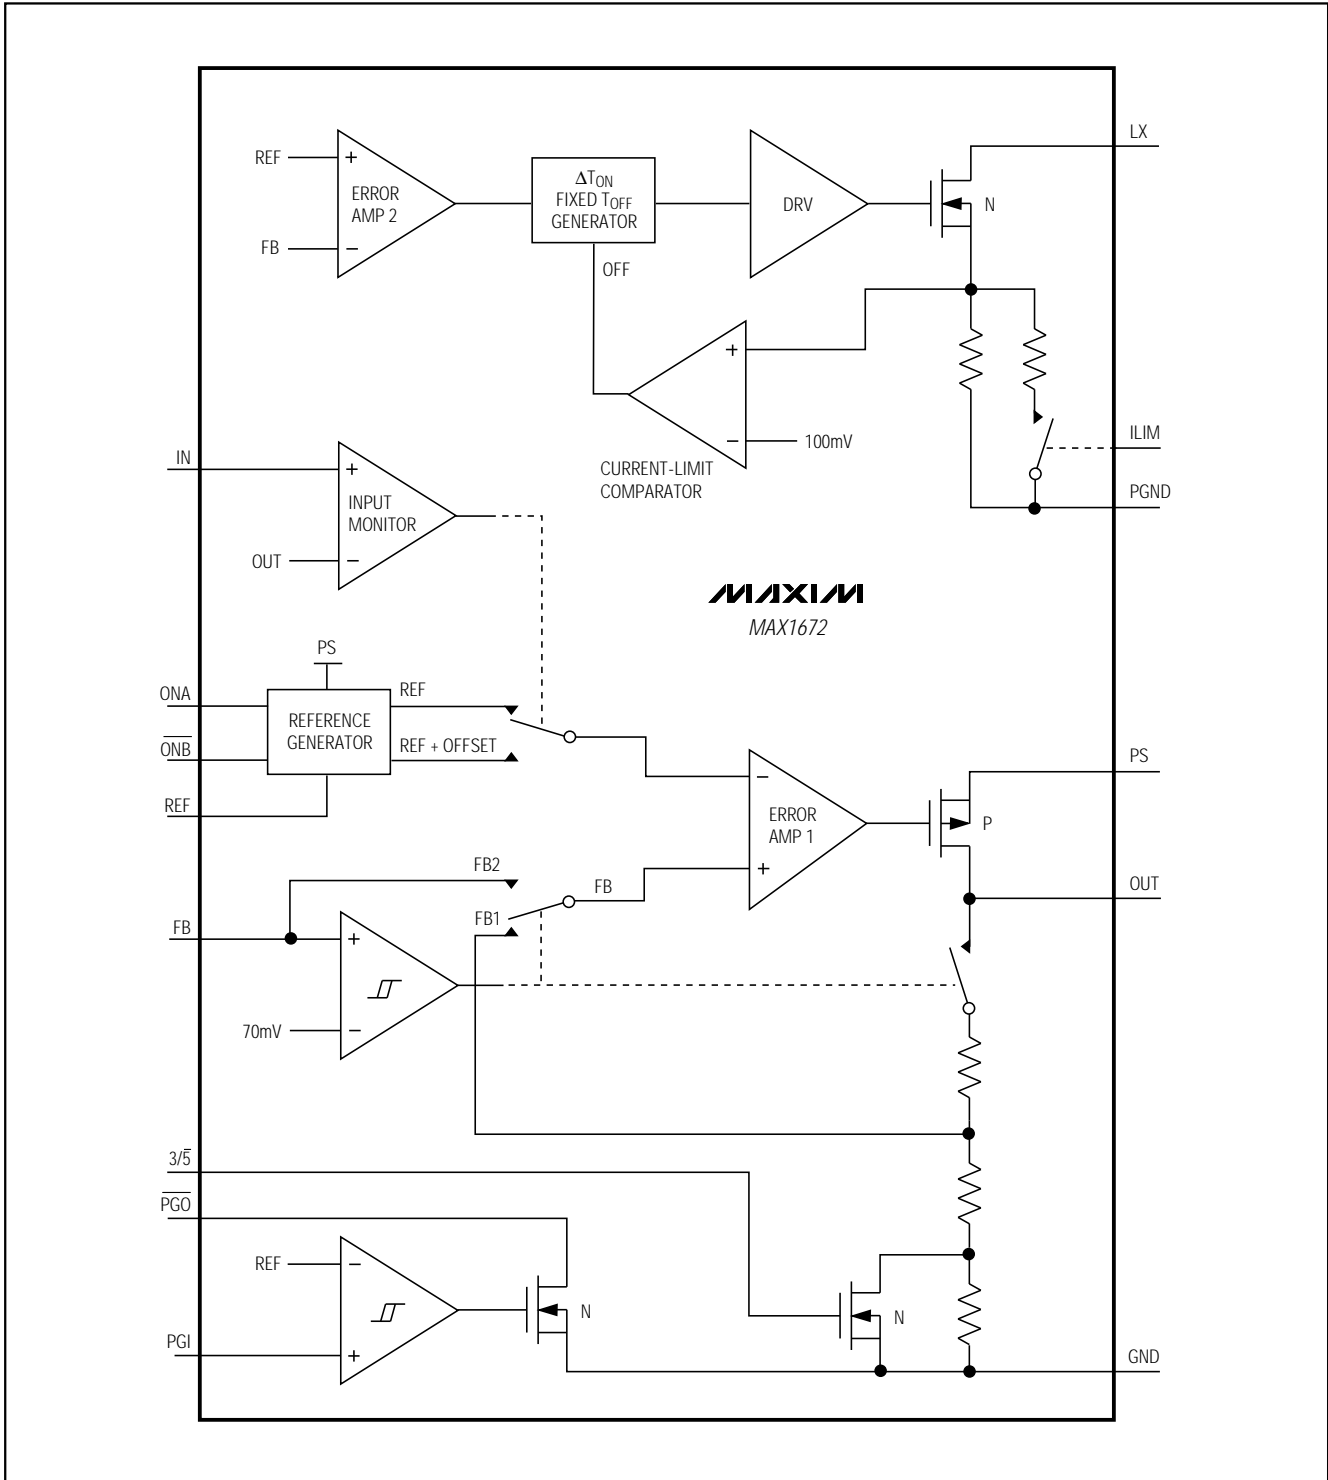 LX
REF
+
ERROR
AMP 2
FB
−
ΔTON
FIXED TOFF
GENERATOR
DRV
N
OFF
+
−
100mV
CURRENT-LIMIT
COMPARATOR
ILIM
PGND
IN
+
INPUT
MONITOR
OUT
−
MAXIM
MAX1672
PS
ONA
REF
REFERENCE
GENERATOR
ONB
REF + OFFSET
REF
PS
−
ERROR
AMP 1
+
P
FB2
FB
FB1
OUT
FB
+
70mV
−
3/5
PGO
REF
−
N
N
PGI
+
GND